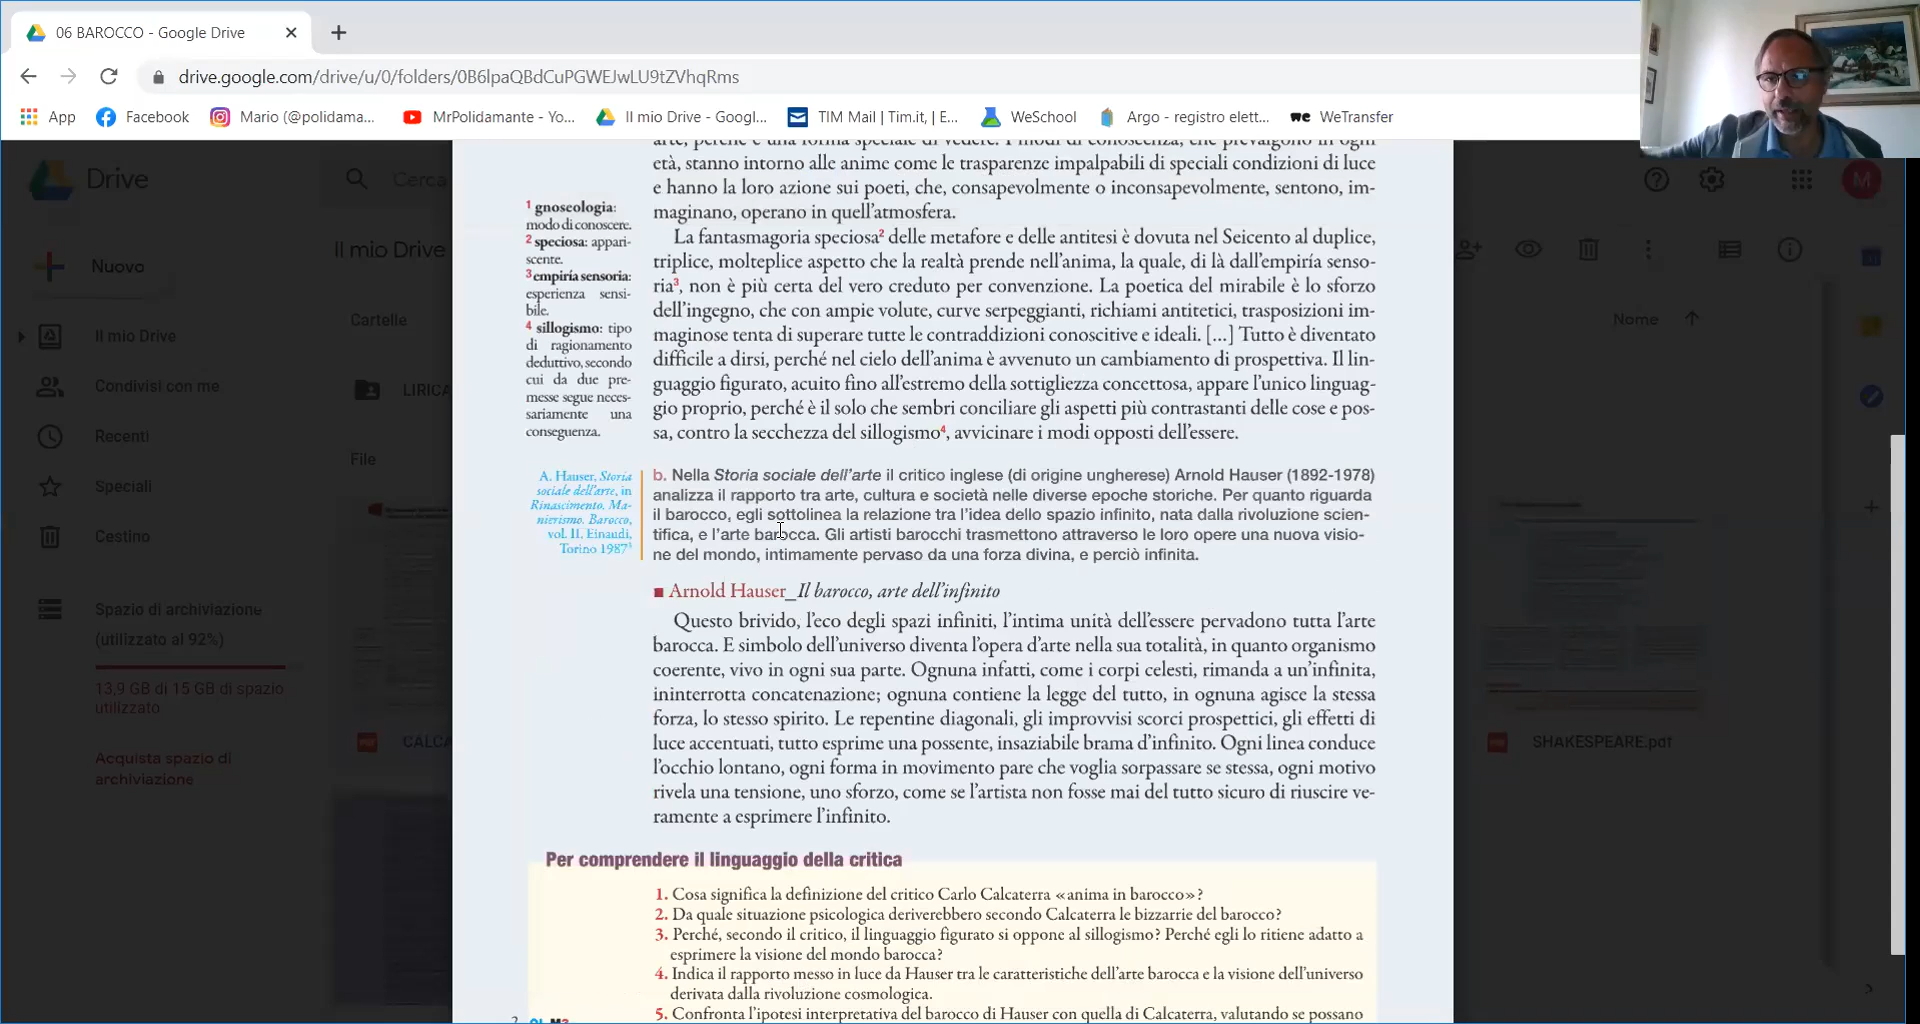 06 BAROCCO - Google Drive
drive.google.com/drive/u/0/folders/0B6lpaQBdCuPGWEJwLU9tZVhqRms
App
Facebook
Mario (@polidama...
MrPolidamante - Yo...
Il mio Drive - Googl...
TIM Mail | Tim.it, | E...
WeSchool
Argo - registro elett...
WeTransfer
Drive
Cerca
M
Nuovo
Il mio Drive
Condividi con me
Recenti
Speciali
Cestino
Spazio di archiviazione
(utilizzato al 92%)
13,9 GB di 15 GB di spazio
utilizzato
Acquista spazio di
archiviazione
Il mio Drive
Cartelle
Nome
LIRICA
File
CALCA
SHAKESPEARE.pdf
arte, perché è una forma speciale di vedere. I modi di conoscenza, che prevalgono in ogni
età, stanno intorno alle anime come le trasparenze impalpabili di speciali condizioni di luce
e hanno la loro azione sui poeti, che, consapevolmente o inconsapevolmente, sentono, im-
maginano, operano in quell’atmosfera.
La fantasmagoria speciosa2 delle metafore e delle antitesi è dovuta nel Seicento al duplice,
triplice, molteplice aspetto che la realtà prende nell’anima, la quale, di là dall’empiría senso-
ria3, non è più certa del vero creduto per convenzione. La poetica del mirabile è lo sforzo
dell’ingegno, che con ampie volute, curve serpeggianti, richiami antitetici, trasposizioni im-
maginose tenta di superare tutte le contraddizioni conoscitive e ideali. [...] Tutto è diventato
difficile a dirsi, perché nel cielo dell’anima è avvenuto un cambiamento di prospettiva. Il lin-
guaggio figurato, acuito fino all’estremo della sottigliezza concettosa, appare l’unico linguag-
gio proprio, perché è il solo che sembri conciliare gli aspetti più contrastanti delle cose e pos-
sa, contro la secchezza del sillogismo4, avvicinare i modi opposti dell’essere.
1 gnoseologia:
modo di conoscere.
2 speciosa: appari-
scente.
3 empiría sensoria:
esperienza sensi-
bile.
4 sillogismo: tipo
di ragionamento
deduttivo, secondo
cui da due pre-
messe segue neces-
sariamente una
conseguenza.
A. Hauser, Storia
sociale dell’arte, in
Rinascimento. Ma-
nierismo. Barocco,
vol. II, Einaudi,
Torino 1987
b. Nella Storia sociale dell’arte il critico inglese (di origine ungherese) Arnold Hauser (1892-1978)
analizza il rapporto tra arte, cultura e società nelle diverse epoche storiche. Per quanto riguarda
il barocco, egli sottolinea la relazione tra l’idea dello spazio infinito, nata dalla rivoluzione scien-
tifica, e l’arte barocca. Gli artisti barocchi trasmettono attraverso le loro opere una nuova visio-
ne del mondo, intimamente pervaso da una forza divina, e perciò infinita.
Arnold Hauser_Il barocco, arte dell’infinito
Questo brivido, l’eco degli spazi infiniti, l’intima unità dell’essere pervadono tutta l’arte
barocca. E simbolo dell’universo diventa l’opera d’arte nella sua totalità, in quanto organismo
coerente, vivo in ogni sua parte. Ognuna infatti, come i corpi celesti, rimanda a un’infinita,
ininterrotta concatenazione; ognuna contiene la legge del tutto, in ognuna agisce la stessa
forza, lo stesso spirito. Le repentine diagonali, gli improvvisi scorci prospettici, gli effetti di
luce accentuati, tutto esprime una possente, insaziabile brama d’infinito. Ogni linea conduce
l’occhio lontano, ogni forma in movimento pare che voglia sorpassare se stessa, ogni motivo
rivela una tensione, uno sforzo, come se l’artista non fosse mai del tutto sicuro di riuscire ve-
ramente a esprimere l’infinito.
Per comprendere il linguaggio della critica
1. Cosa significa la definizione del critico Carlo Calcaterra «anima in barocco»?
2. Da quale situazione psicologica deriverebbero secondo Calcaterra le bizzarrie del barocco?
3. Perché, secondo il critico, il linguaggio figurato si oppone al sillogismo? Perché egli lo ritiene adatto a
esprimere la visione del mondo barocca?
4. Indica il rapporto messo in luce da Hauser tra le caratteristiche dell’arte barocca e la visione dell’universo
derivata dalla rivoluzione cosmologica.
5. Confronta l’ipotesi interpretativa del barocco di Hauser con quella di Calcaterra, valutando se possano